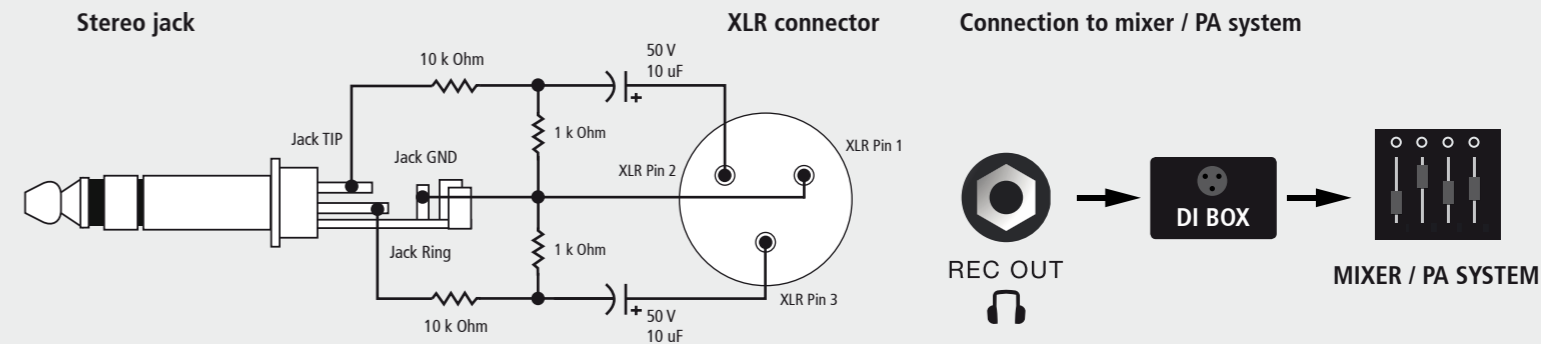 Stereo jack
XLR connector
Connection to mixer / PA system
10 k Ohm
50 V
10 uF
+
Jack TIP
1 k Ohm
Jack GND
XLR Pin 1
XLR Pin 2
DI BOX
1 k Ohm
Jack Ring
REC OUT
MIXER / PA SYSTEM
XLR Pin 3
+
50 V
10 uF
10 k Ohm